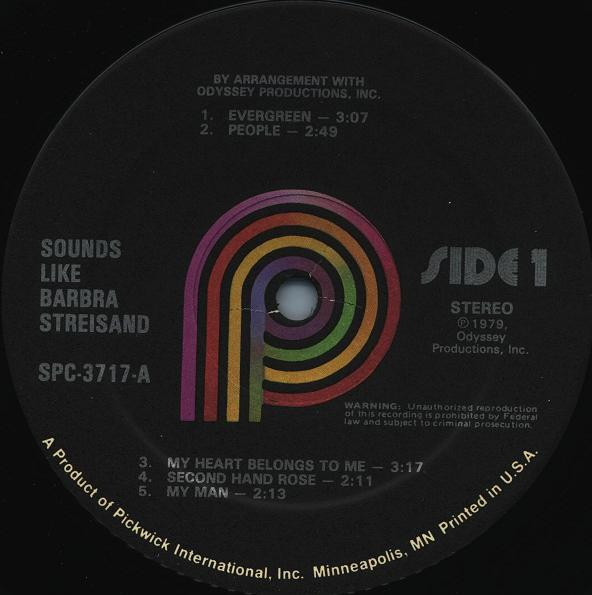 BY ARRANGEMENT WITH
ODYSSEY PRODUCTIONS, INC.
1. EVERGREEN — 3:07
2. PEOPLE — 2:49
SOUNDS
LIKE
BARBRA
STREISAND
SPC-3717-A
SIDE 1
STEREO
Ⓟ1979,
Odyssey
Productions, Inc.
WARNING: Unauthorized reproduction
of this recording is prohibited by Federal
law and subject to criminal prosecution.
3. MY HEART BELONGS TO ME — 3:17
4. SECOND HAND ROSE — 2:11
5. MY MAN — 2:13
A Product of Pickwick International, Inc. Minneapolis, MN Printed in U.S.A.